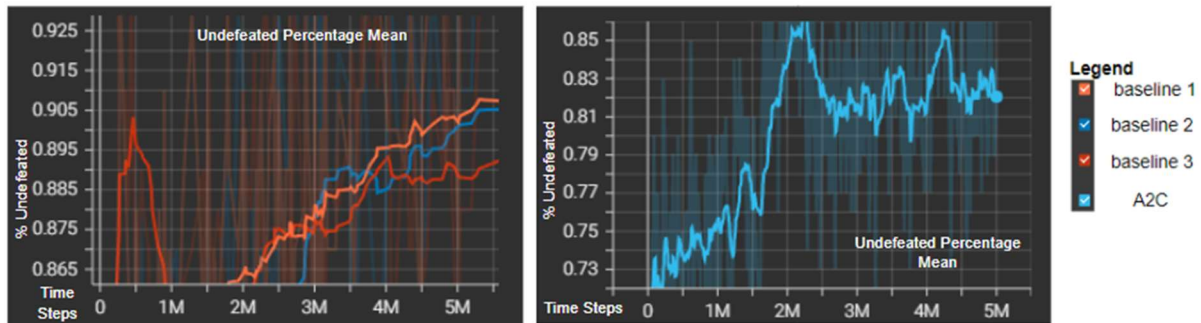 Undefeated Percentage Mean
% Undefeated
0.925
0.915
0.905
0.895
0.885
0.875
0.865
Time
Steps
0 1M 2M 3M 4M 5M
% Undefeated
0.85
0.83
0.81
0.79
0.77
0.75
0.73
Undefeated Percentage
Mean
Time Steps
0 1M 2M 3M 4M 5M
Legend
baseline 1
baseline 2
baseline 3
A2C